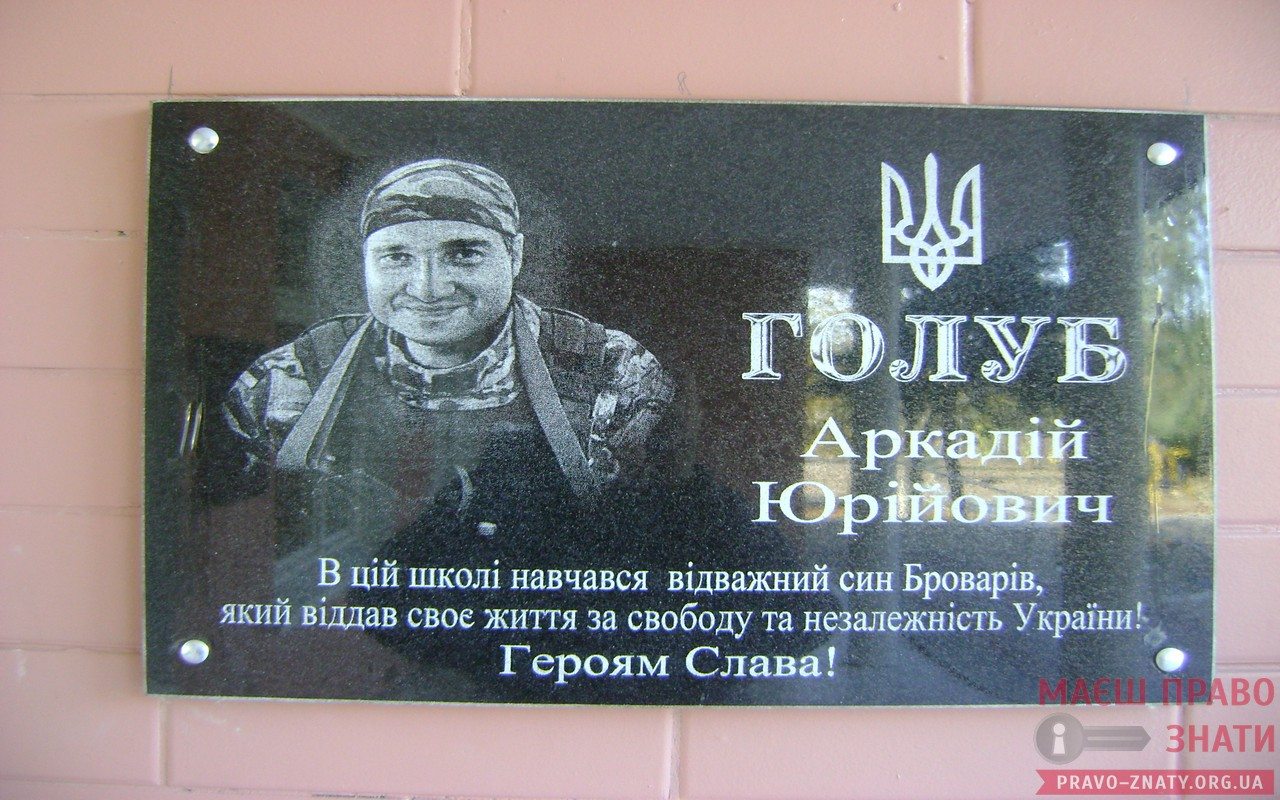 ГОЛУБ
Аркадій
Юрійович
В цій школі навчався відважний син Броварів,
який віддав своє життя за свободу та незалежність України!
Героям Слава!
МАЄШ ПРАВО
ЗНАТИ
PRAVO-ZNATY.ORG.UA